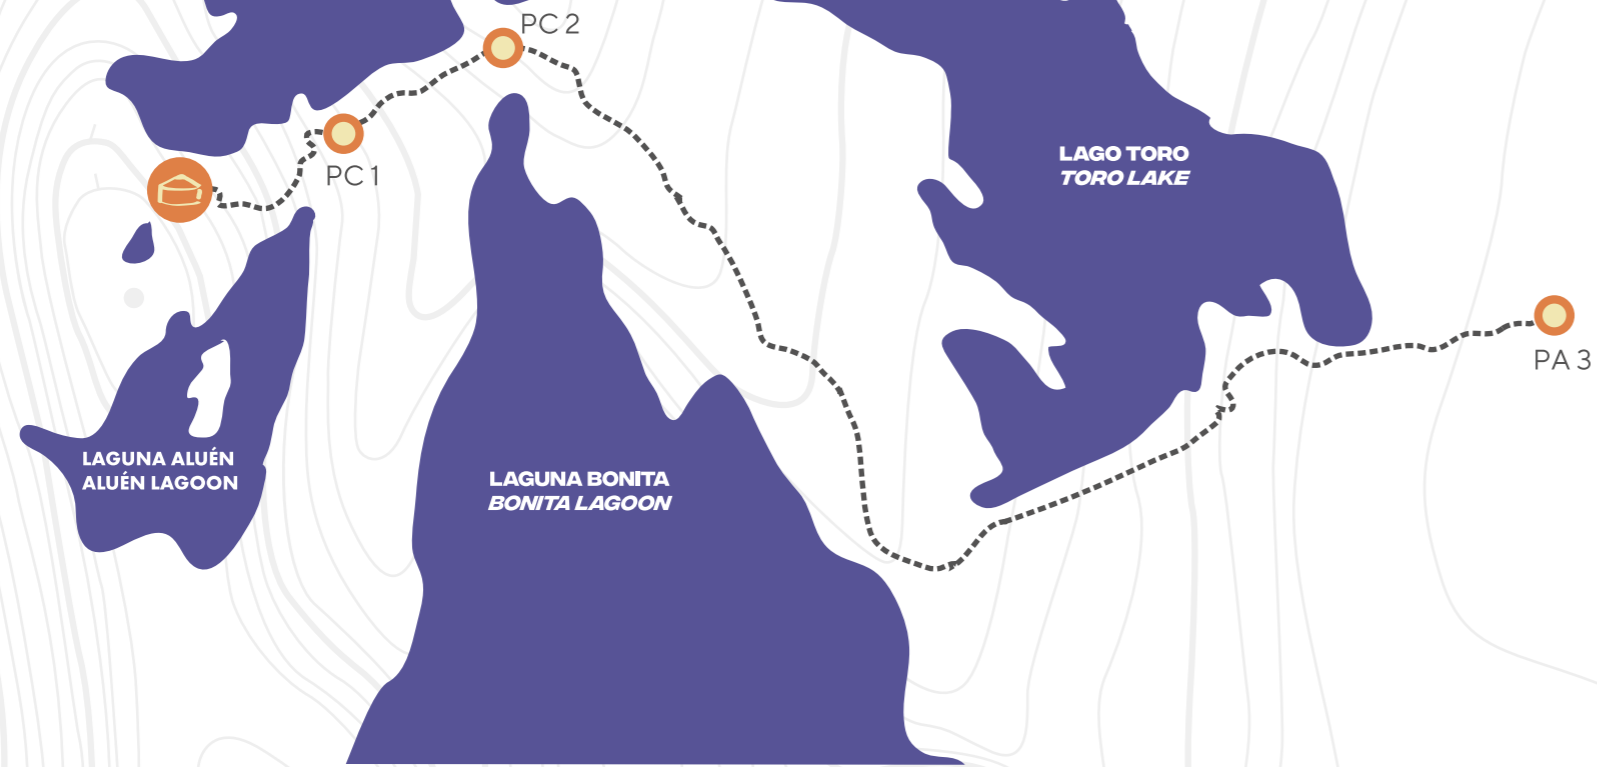 PC 2
LAGO TORO
TORO LAKE
PC 1
PA 3
LAGUNA ALUÉN
ALUÉN LAGOON
LAGUNA BONITA
BONITA LAGOON